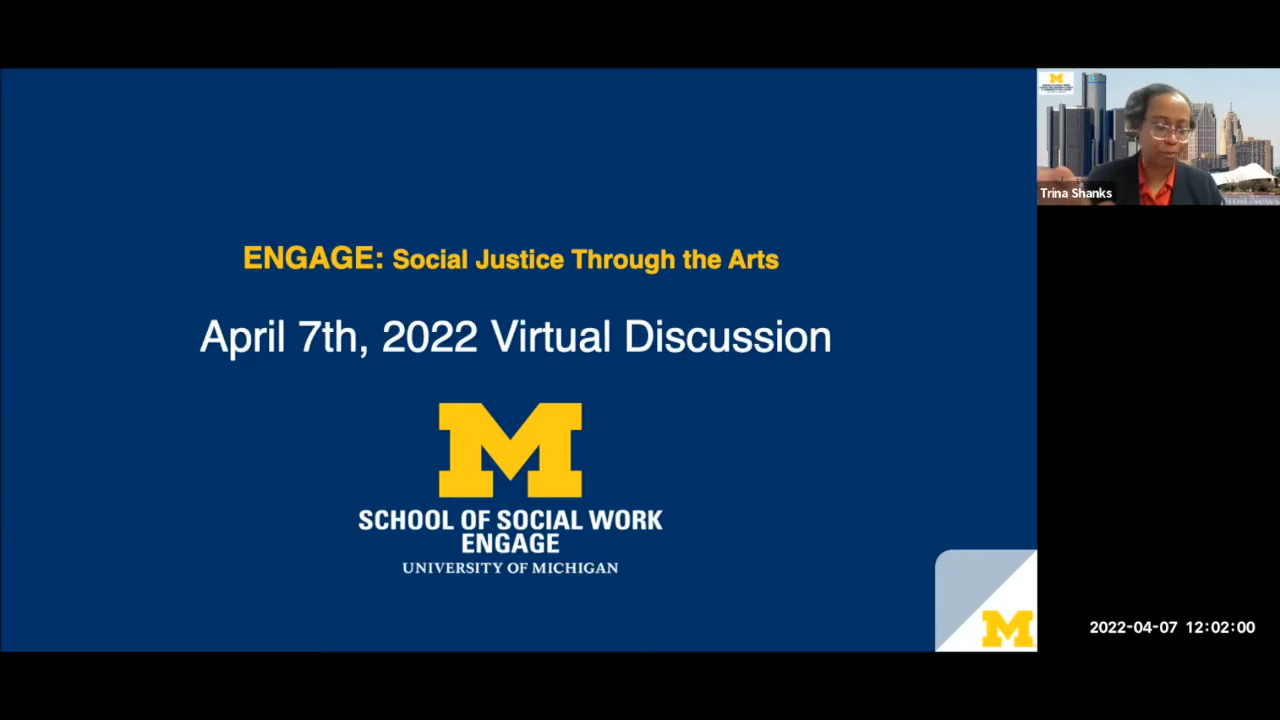 ENGAGE: Social Justice Through the Arts
April 7th, 2022 Virtual Discussion
M
SCHOOL OF SOCIAL WORK
ENGAGE
UNIVERSITY OF MICHIGAN
M
M
Trina Shanks
2022-04-07 12:02:00